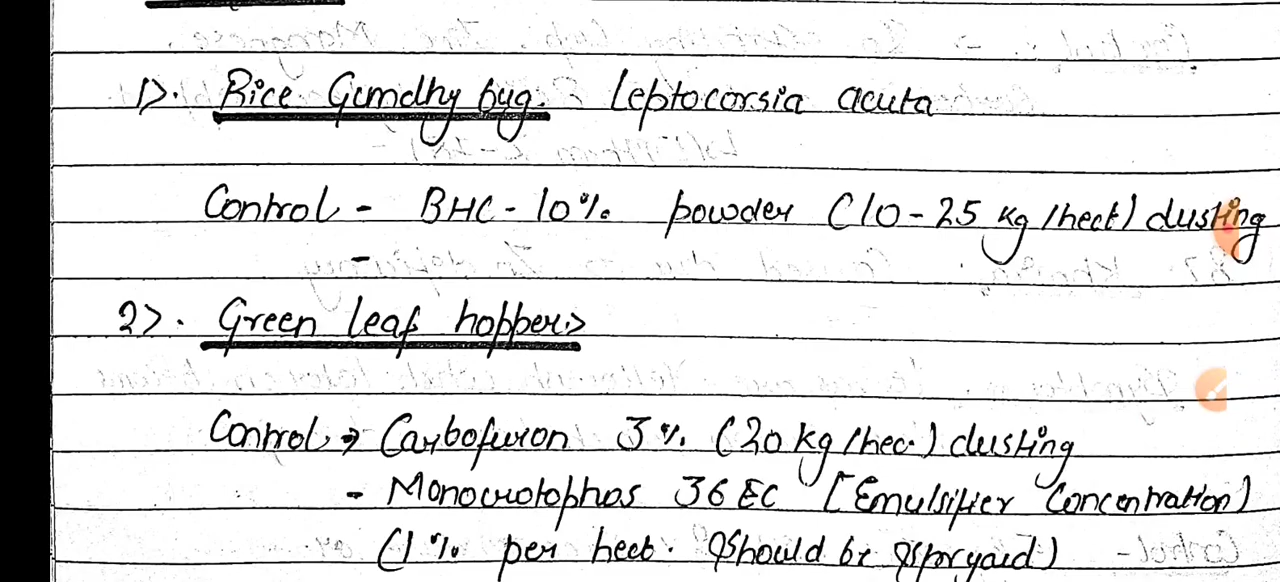 1>. Rice Gundhy bug. : Leptocorsia acuta
Control - BHC - 10% powder (10-25 kg/hect) dusting
2>. Green leaf hopper:>
Control → Carbofuron 3% (20 kg/hec.) dusting
- Monocrotophos 36 EC [Emulsifier Concentration)
(1% per hect. Should be sprayed)
Control -